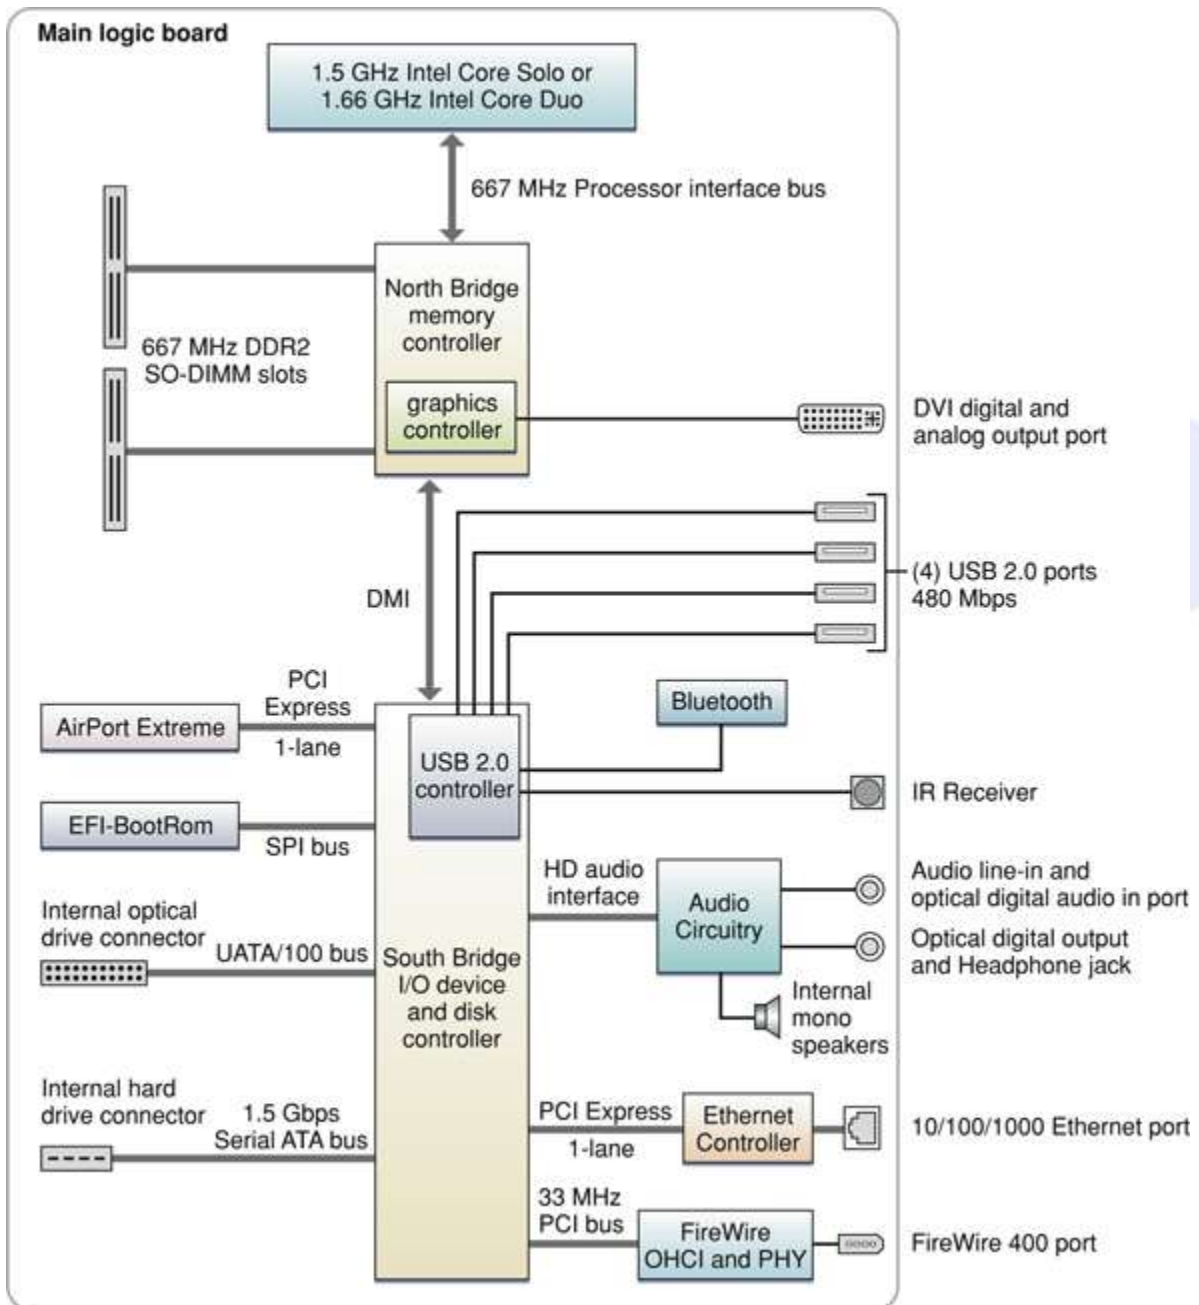 Main logic board
1.5 GHz Intel Core Solo or
1.66 GHz Intel Core Duo
667 MHz Processor interface bus
North Bridge
memory
controller
667 MHz DDR2
SO-DIMM slots
graphics
controller
DVI digital and
analog output port
DMI
(4) USB 2.0 ports
480 Mbps
PCI
Express
1-lane
AirPort Extreme
USB 2.0
controller
Bluetooth
IR Receiver
EFI-BootRom
SPI bus
HD audio
interface
Audio
Circuitry
Audio line-in and
optical digital audio in port
Optical digital output
and Headphone jack
Internal
mono
speakers
Internal optical
drive connector
UATA/100 bus
South Bridge
I/O device
and disk
controller
Internal hard
drive connector
1.5 Gbps
Serial ATA bus
PCI Express
1-lane
Ethernet
Controller
10/100/1000 Ethernet port
33 MHz
PCI bus
FireWire
OHCI and PHY
FireWire 400 port